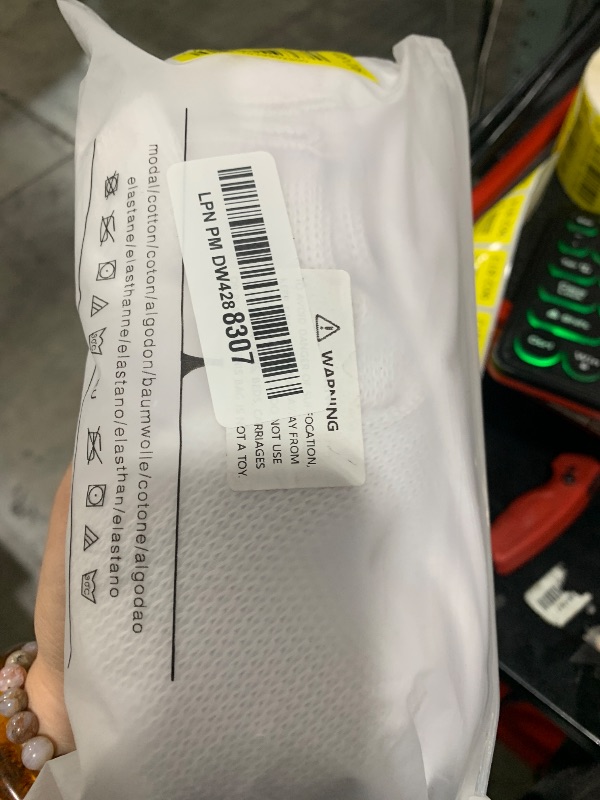 modal/cotton/coton/algodon/baumwolle/cotone/algodao
elastane/elasthanne/elastano/elasthan/elastano
LPN PM DW4288307
WARNING
FOCATION,
AY FROM
NOT USE
RRIAGES
OT A TOY.